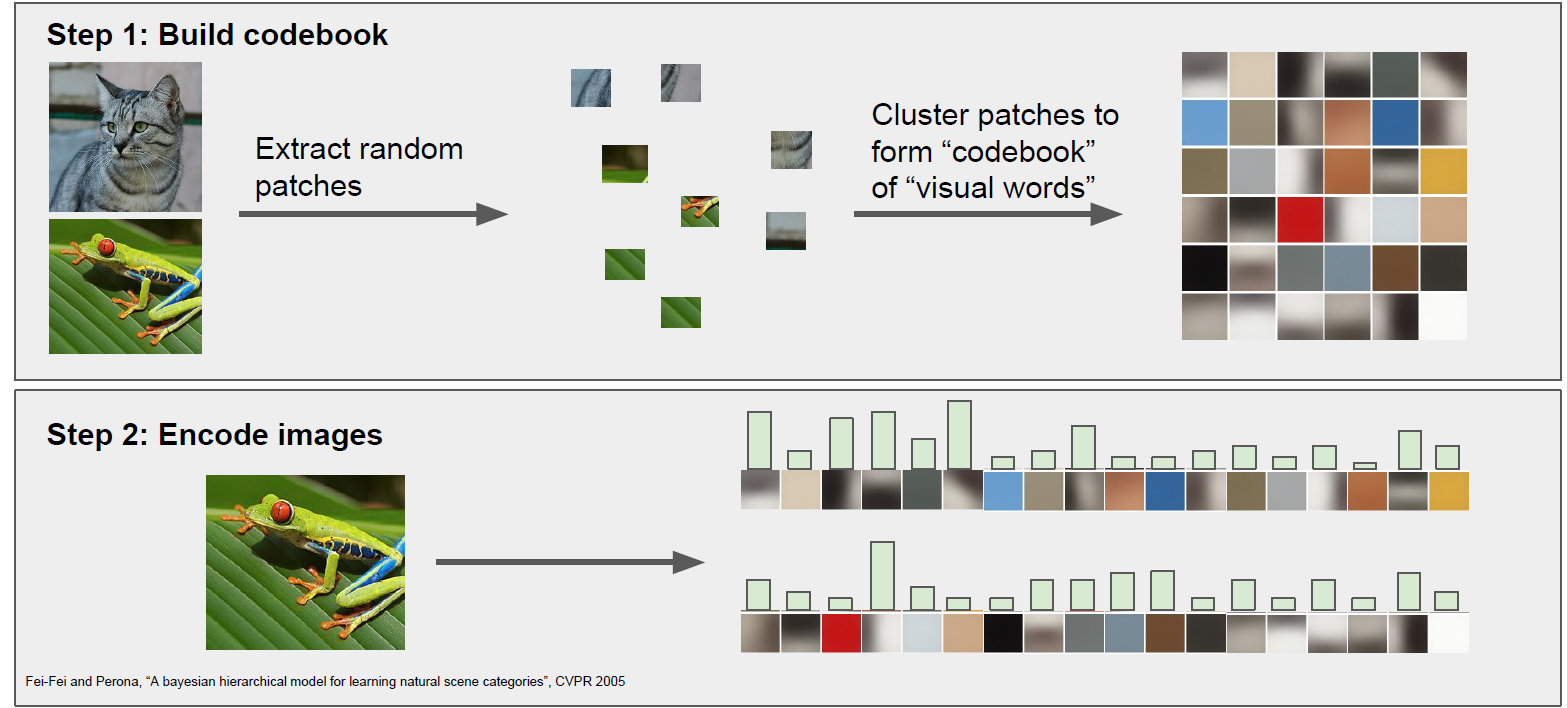 Step 1: Build codebook
Extract random
patches
Cluster patches to
form “codebook”
of “visual words”
Step 2: Encode images
Fei-Fei and Perona, “A bayesian hierarchical model for learning natural scene categories”, CVPR 2005